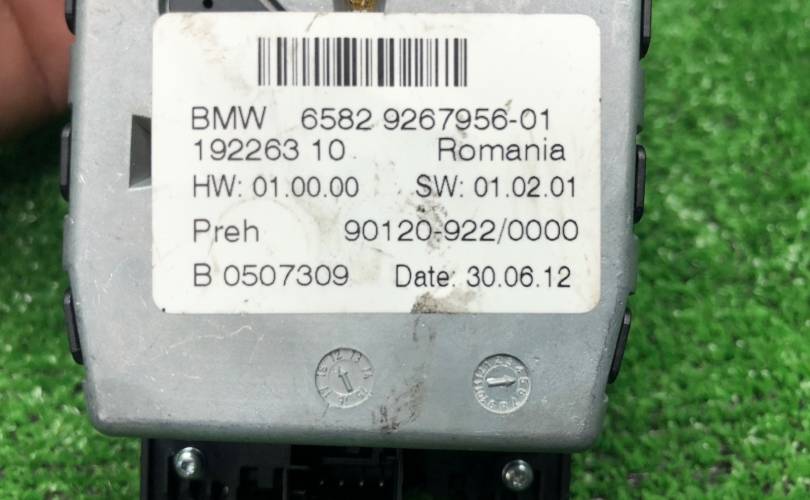 BMW 6582 9267956-01
192263 10 Romania
HW: 01.00.00 SW: 01.02.01
Preh 90120-922/0000
B 0507309 Date: 30.06.12